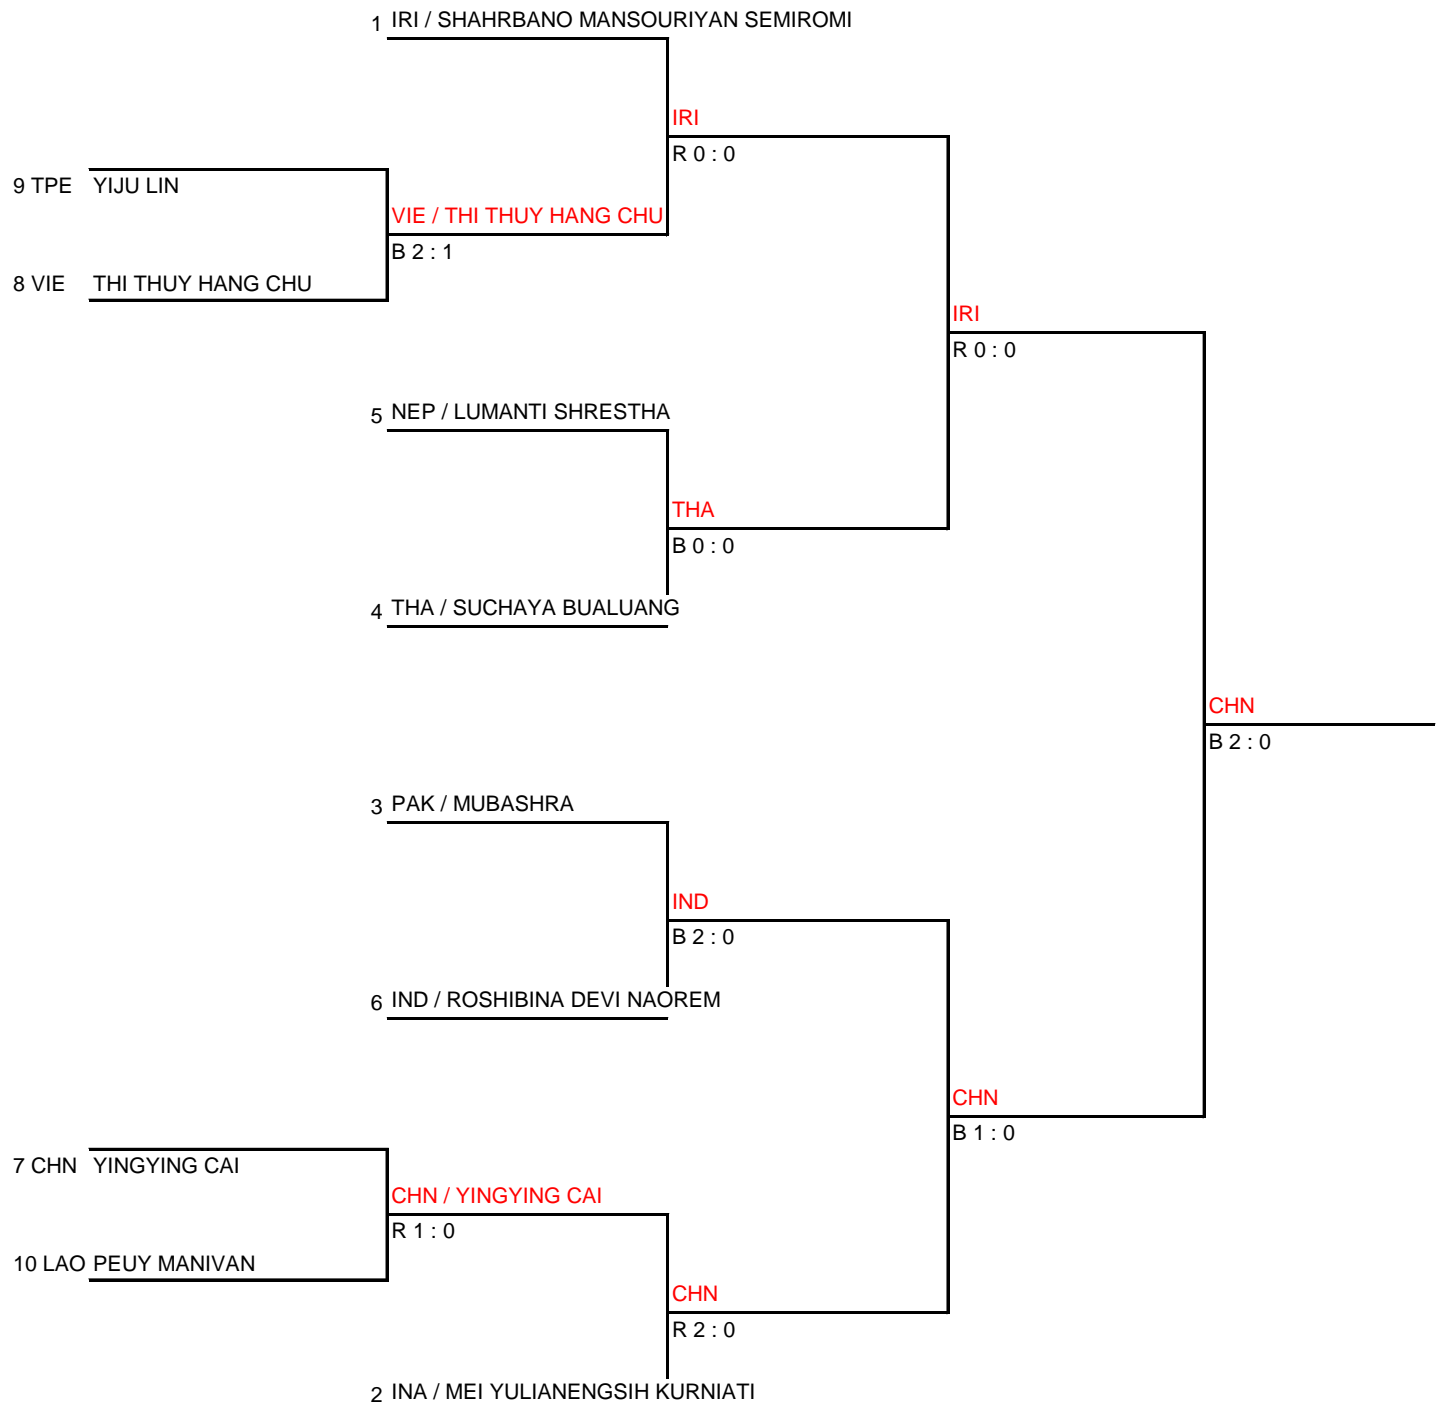 1 IRI / SHAHRBANO MANSOURIYAN SEMIROMI
IRI
R 0 : 0
9 TPE YIJU LIN
VIE / THI THUY HANG CHU
B 2 : 1
8 VIE THI THUY HANG CHU
IRI
R 0 : 0
5 NEP / LUMANTI SHRESTHA
THA
B 0 : 0
4 THA / SUCHAYA BUALUANG
CHN
B 2 : 0
3 PAK / MUBASHRA
IND
B 2 : 0
6 IND / ROSHIBINA DEVI NAOREM
CHN
B 1 : 0
7 CHN YINGYING CAI
CHN / YINGYING CAI
R 1 : 0
10 LAO PEUY MANIVAN
CHN
R 2 : 0
2 INA / MEI YULIANENGSIH KURNIATI